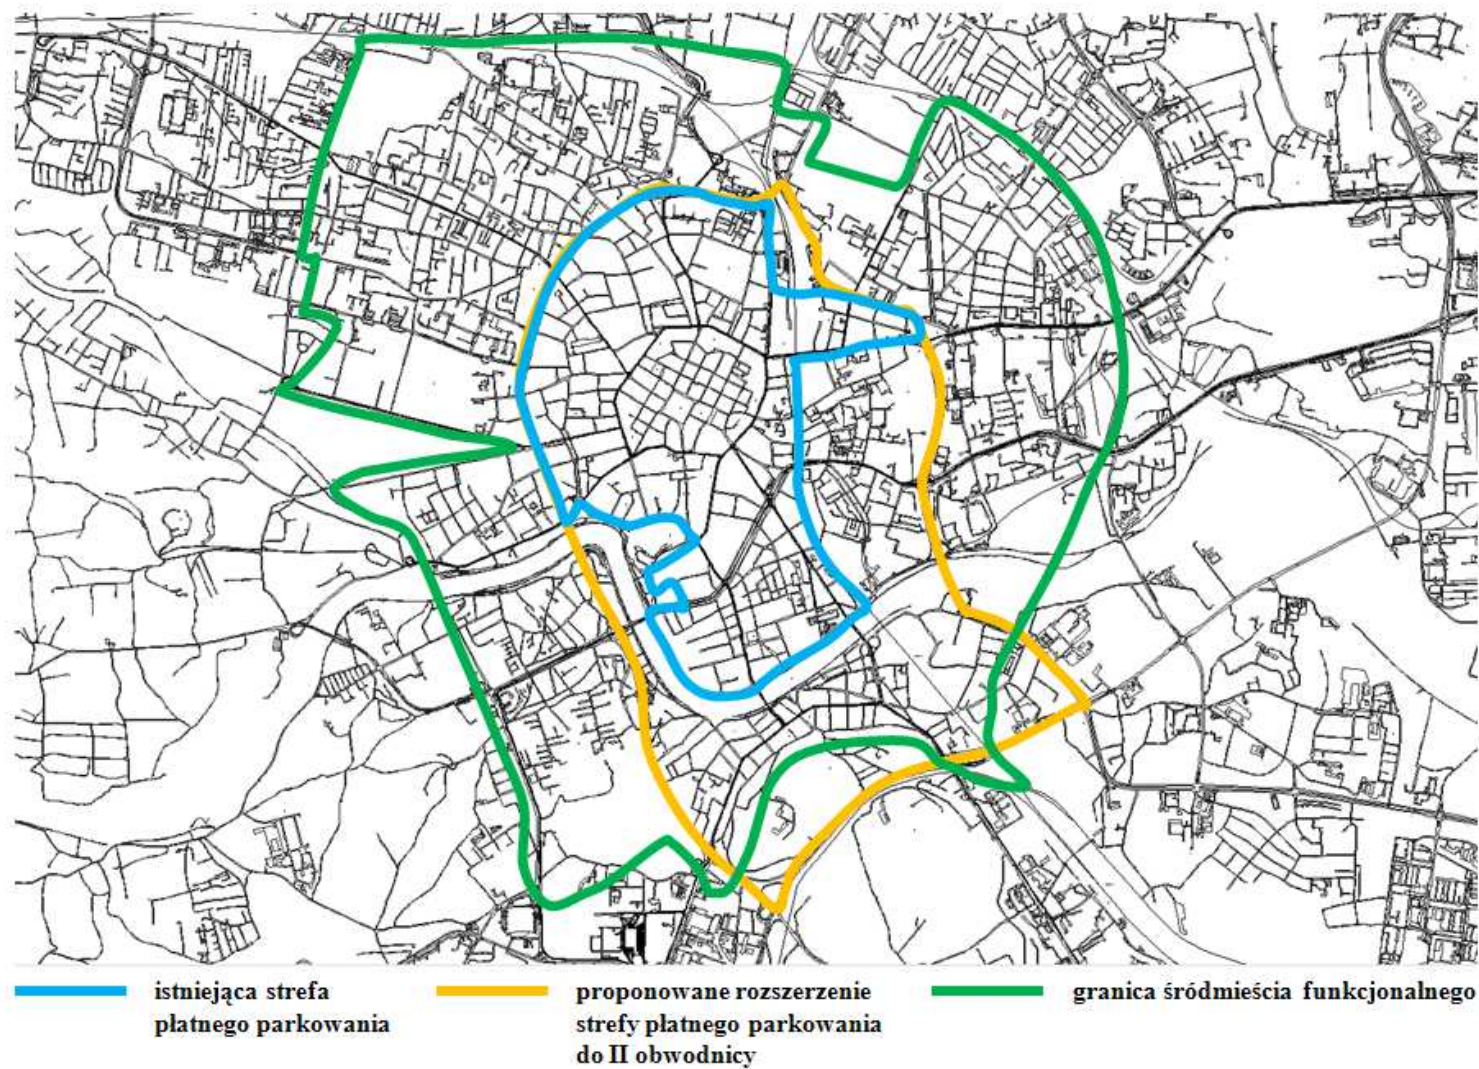 istniejąca strefa
płatnego parkowania
proponowane rozszerzenie
strefy płatnego parkowania
do II obwodnicy
granica śródmieścia funkcjonalnego